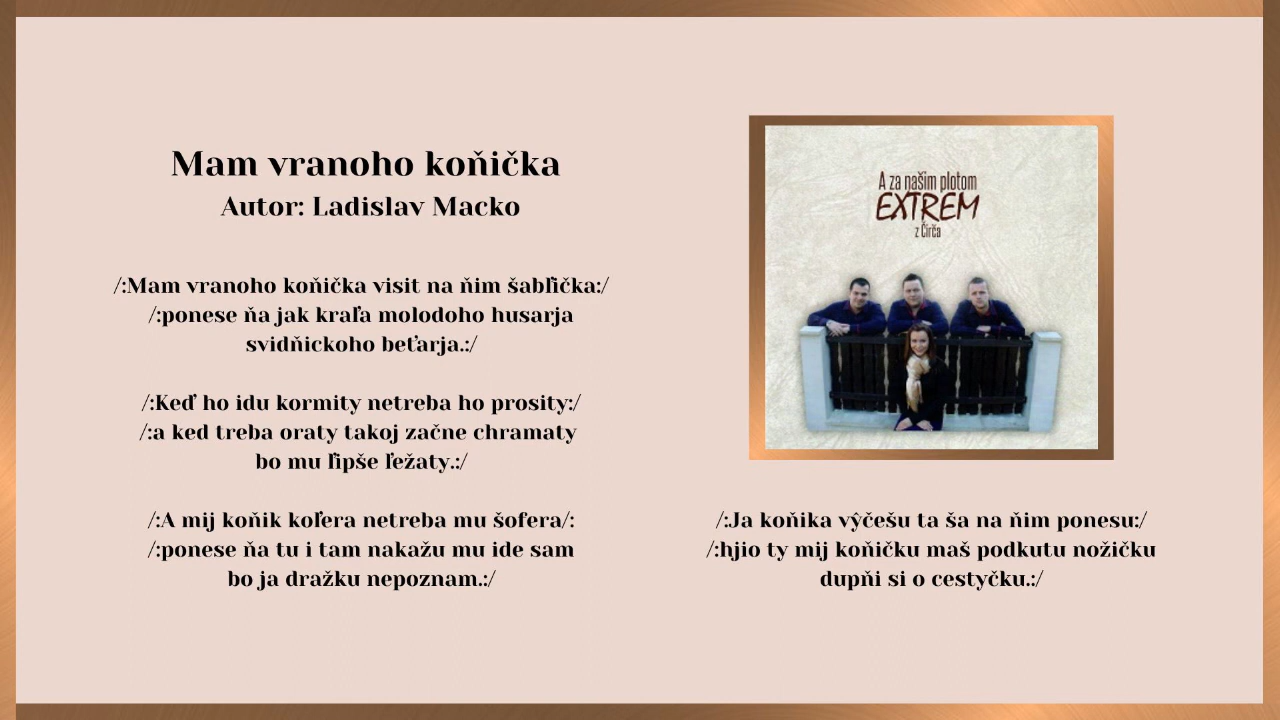 Mam vranoho koňička
Autor: Ladislav Macko
/:Mam vranoho koňička visit na ňim šabľička:/
/:ponese ňa jak kraľa molodoho husarja
svidňickoho beťarja.:/
/:Keď ho idu kormity netreba ho prosity:/
/:a ked treba oraty takoj začne chramaty
bo mu ľipše ľežaty.:/
/:A mij koňik koľera netreba mu šofera/:
/:ponese ňa tu i tam nakažu mu ide sam
bo ja dražku nepoznam.:/
A za našim plotom
EXTREM
z Čirča
/:Ja koňika vŷčešu ta ša na ňim ponesu:/
/:hjio ty mij koňičku maš podkutu nožičku
dupňi si o cestyčku.:/